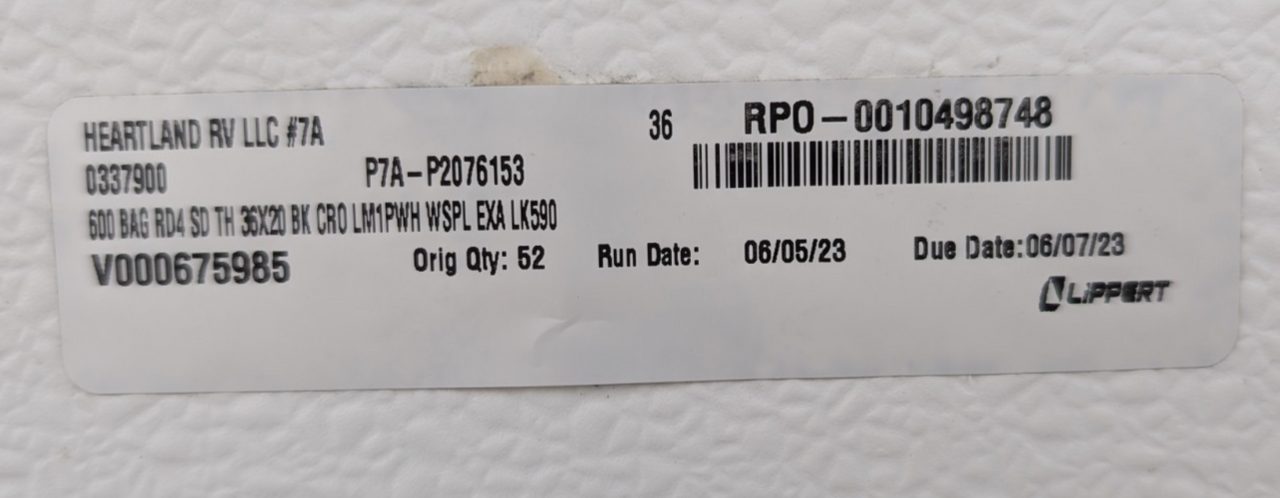 HEARTLAND RV LLC #7A 36 RPO-0010498748
0337900 P7A-P2076153
600 BAG RD4 SD TH 36X20 BK CRO LM1PWH WSPL EXA LK590
V000675985 Orig Qty: 52 Run Date: 06/05/23 Due Date:06/07/23
LIPPERT